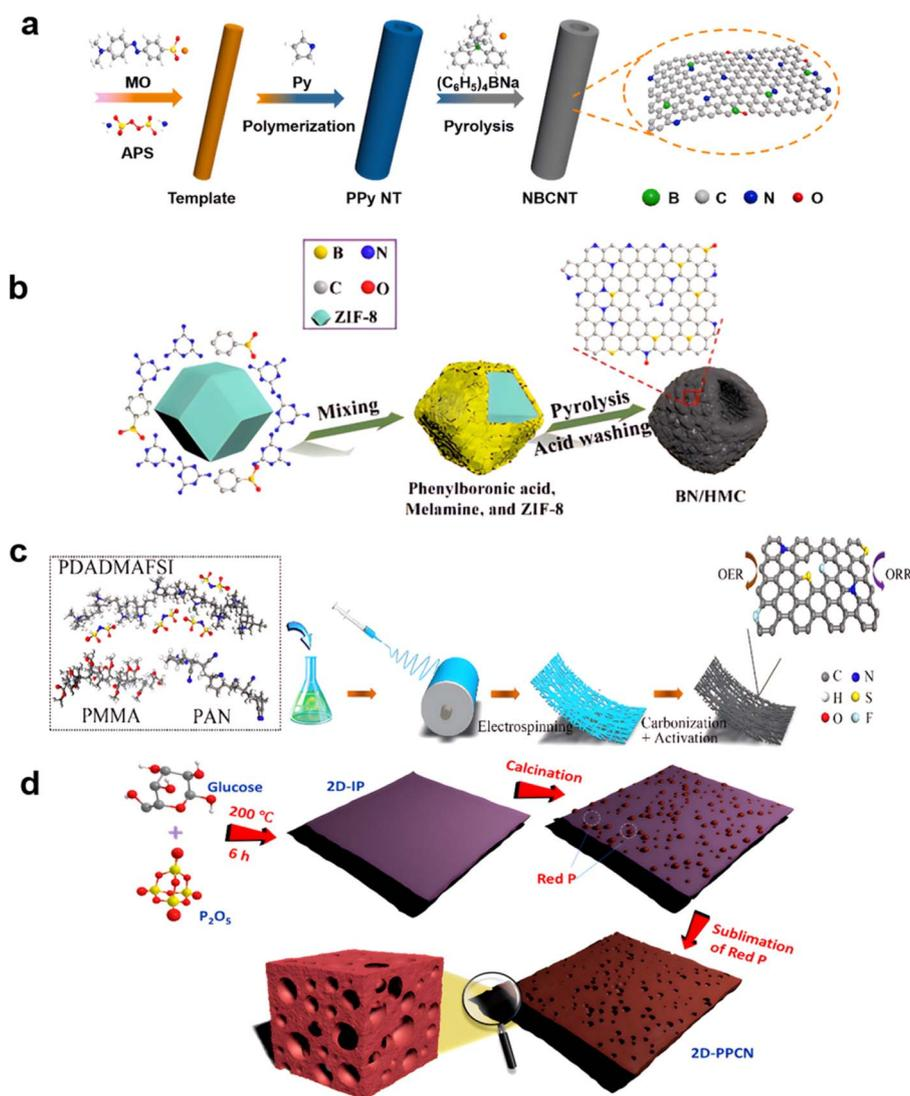 a
MO
APS
Template
Py
Polymerization
PPy NT
(C₆H₅)₄BNa
Pyrolysis
NBCNT
B C N O
b
B N
C O
ZIF-8
Mixing
Phenylboronic acid,
Melamine, and ZIF-8
Pyrolysis
Acid washing
BN/HMC
c
PDADMAFSI
PMMA PAN
Electrospinning
Carbonization
+ Activation
OER ORR
C N
H S
O F
d
Glucose
+
P₂O₅
200 °C
6 h
2D-IP
Calcination
Red P
Sublimation
of Red P
2D-PPCN